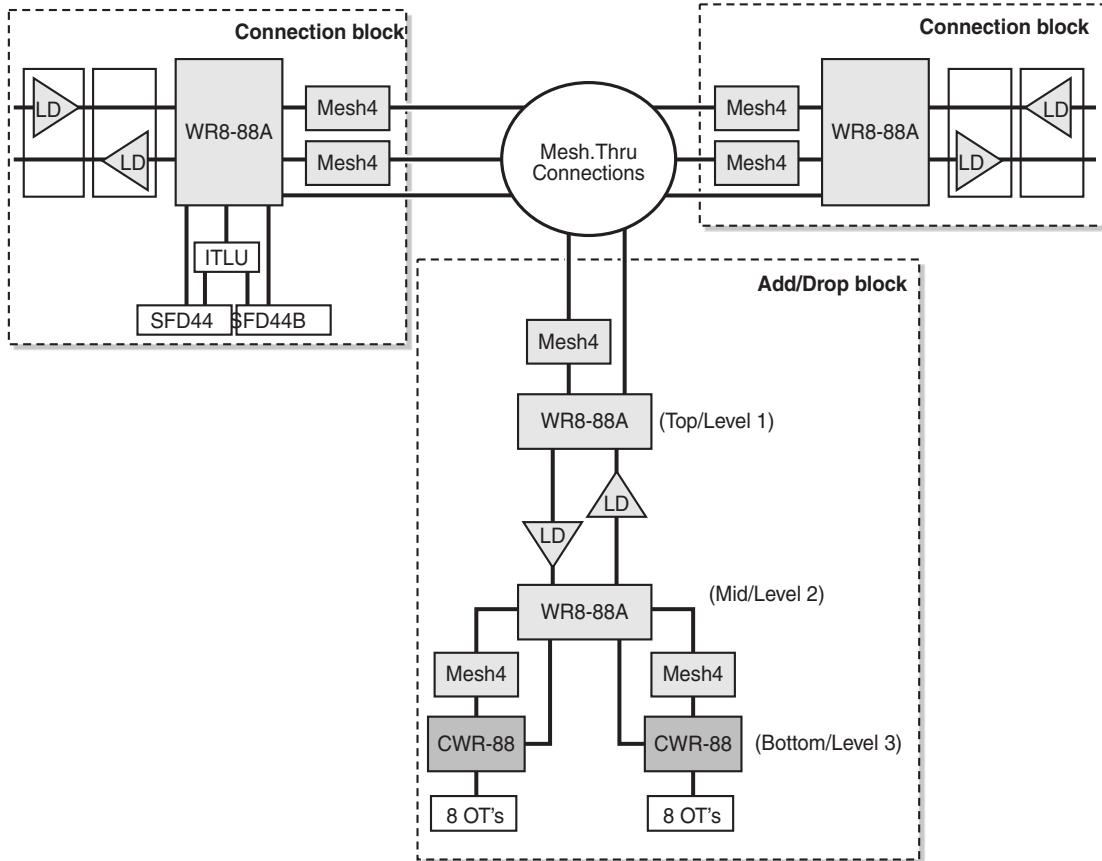 Connection block
Connection block
LD
LD
WR8-88A
Mesh4
Mesh4
Mesh.Thru
Connections
Mesh4
Mesh4
WR8-88A
LD
LD
ITLU
SFD44
SFD44B
Add/Drop block
Mesh4
WR8-88A
(Top/Level 1)
LD
LD
WR8-88A
(Mid/Level 2)
Mesh4
Mesh4
CWR-88
CWR-88
(Bottom/Level 3)
8 OT's
8 OT's